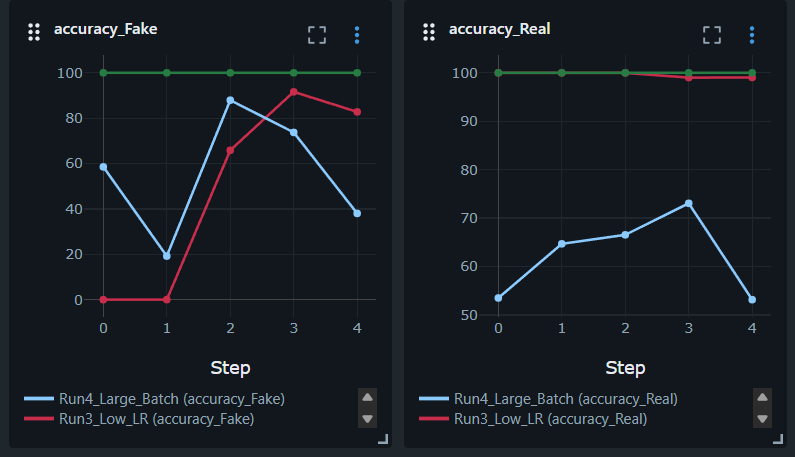 accuracy_Fake
100
80
60
40
20
0
0 1 2 3 4
Step
Run4_Large_Batch (accuracy_Fake)
Run3_Low_LR (accuracy_Fake)
accuracy_Real
100
90
80
70
60
50
0 1 2 3 4
Step
Run4_Large_Batch (accuracy_Real)
Run3_Low_LR (accuracy_Real)